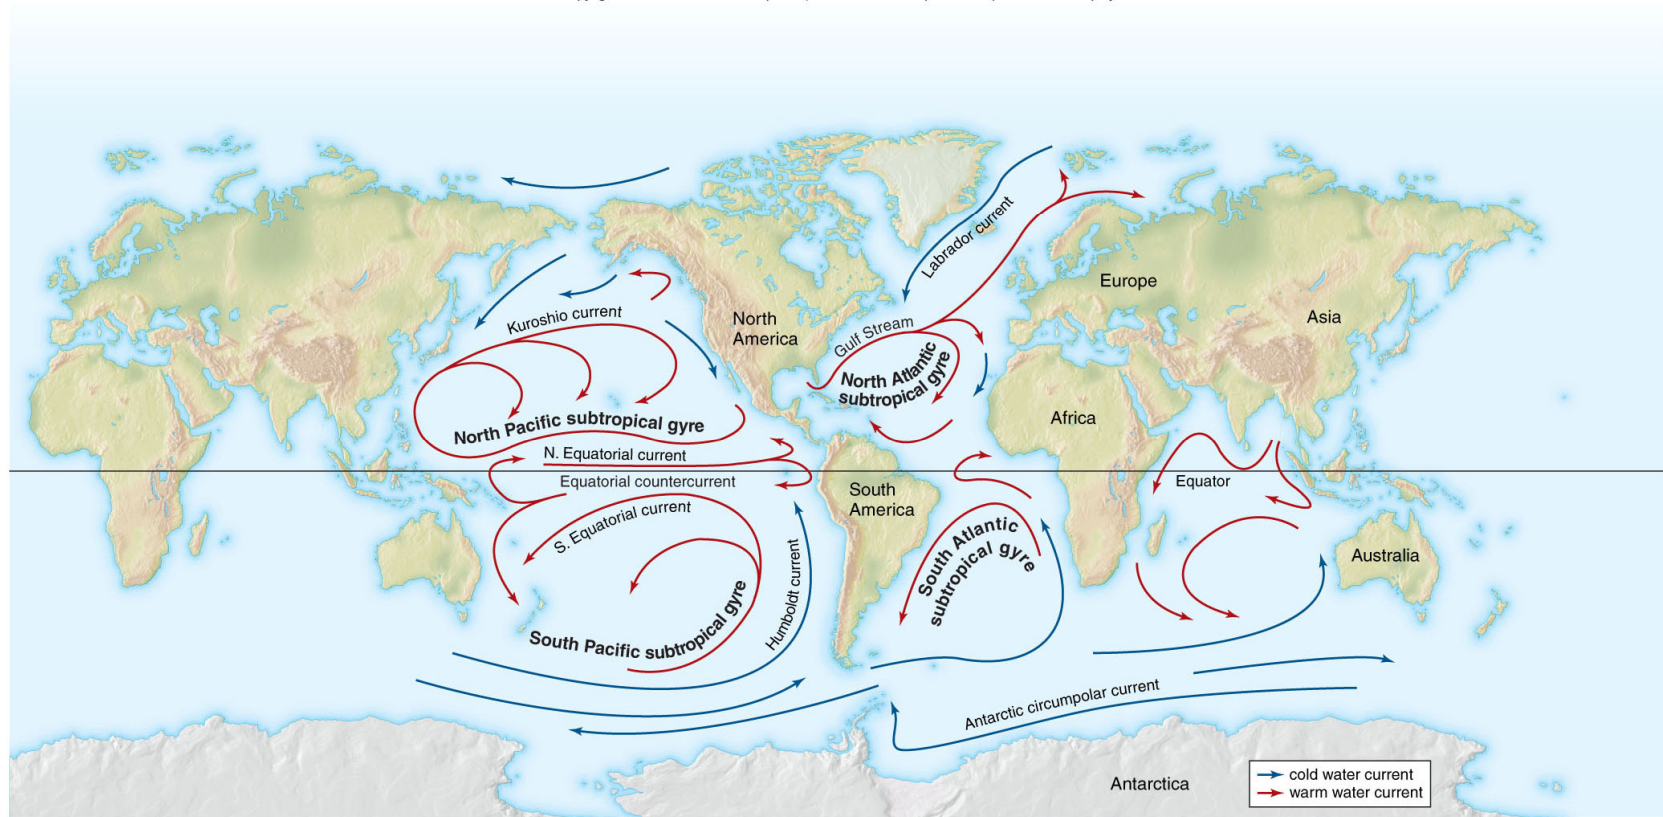 Labrador current
Europe
Kuroshio current
North
America
Asia
Gulf Stream
North Atlantic
subtropical gyre
North Pacific subtropical gyre
Africa
N. Equatorial current
Equatorial countercurrent
Equator
South
America
S. Equatorial current
South Atlantic
subtropical gyre
Australia
Humboldt current
South Pacific subtropical gyre
Antarctic circumpolar current
Antarctica
cold water current
warm water current